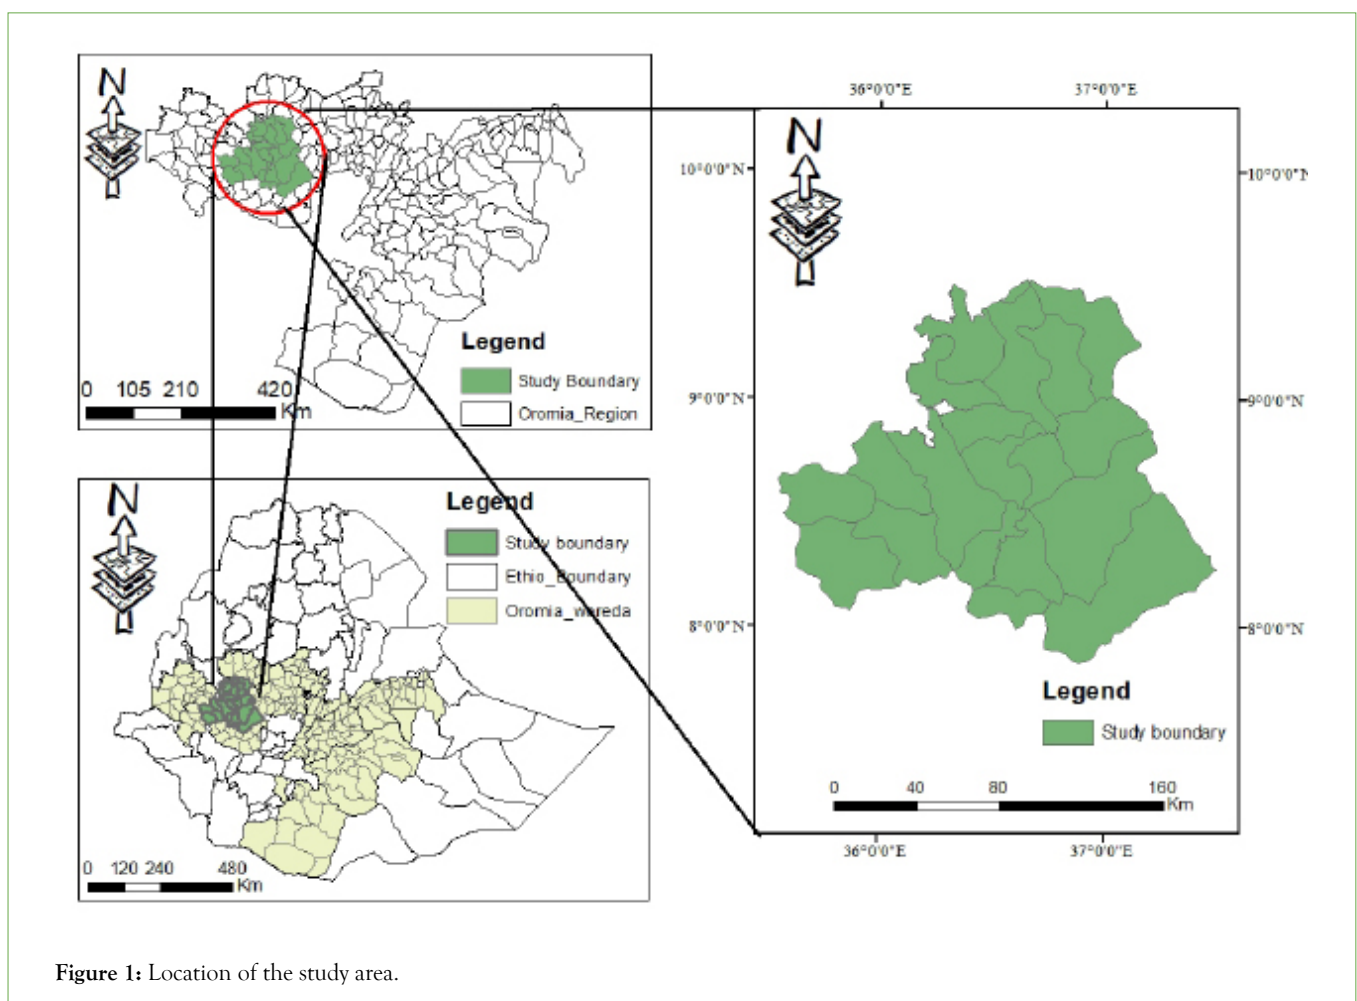 N
Legend
Study Boundary
Oromia_Region
0 105 210 420
Km
N
Legend
Study boundary
Ethio_Boundary
Oromia_woreda
0 120 240 480
Km
36°0'0"E 37°0'0"E
N
10°0'0"N 10°0'0"N
9°0'0"N 9°0'0"N
8°0'0"N 8°0'0"N
Legend
Study boundary
0 40 80 160
Km
36°0'0"E 37°0'0"E
Figure 1: Location of the study area.